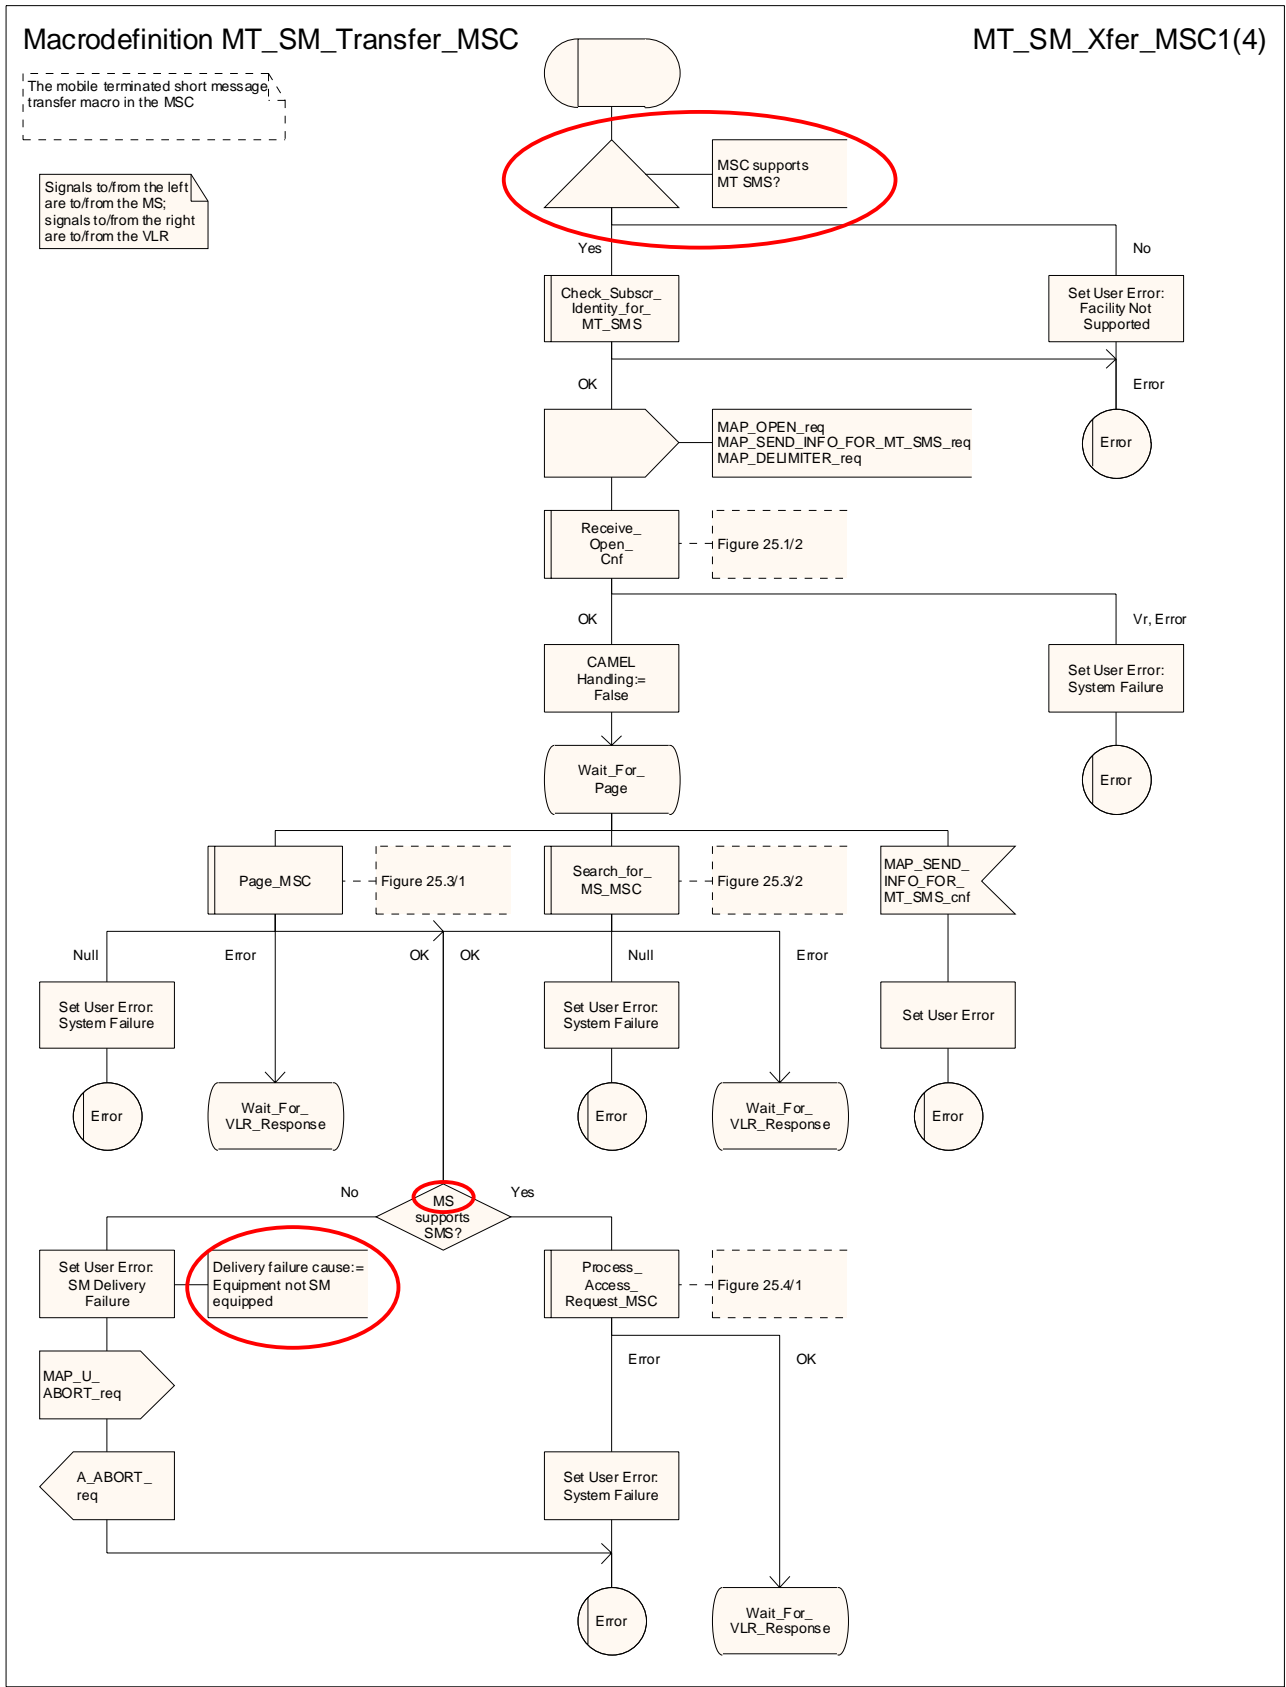 Macrodefinition MT_SM_Transfer_MSC
MT_SM_Xfer_MSC1(4)
The mobile terminated short message
transfer macro in the MSC
Signals to/from the left
are to/from the MS;
signals to/from the right
are to/from the VLR
MSC supports
MT SMS?
Yes
No
Check_Subscr_
Identity_for_
MT_SMS
Set User Error:
Facility Not
Supported
OK
Error
Error
MAP_OPEN_req
MAP_SEND_INFO_FOR_MT_SMS_req
MAP_DELIMITER_req
Receive_
Open_
Cnf
Figure 25.1/2
OK
Vr, Error
CAMEL
Handling:=
False
Set User Error:
System Failure
Wait_For_
Page
Error
Page_MSC
Figure 25.3/1
Search_for_
MS_MSC
Figure 25.3/2
MAP_SEND_
INFO_FOR_
MT_SMS_cnf
Null
Error
OK
OK
Null
Error
Set User Error:
System Failure
Set User Error:
System Failure
Set User Error
Error
Wait_For_
VLR_Response
Error
Wait_For_
VLR_Response
Error
No
MS
supports
SMS?
Yes
Set User Error:
SM Delivery
Failure
Delivery failure cause:=
Equipment not SM
equipped
Process_
Access_
Request_MSC
Figure 25.4/1
Error
OK
MAP_U_
ABORT_req
A_ABORT_
req
Set User Error:
System Failure
Error
Wait_For_
VLR_Response